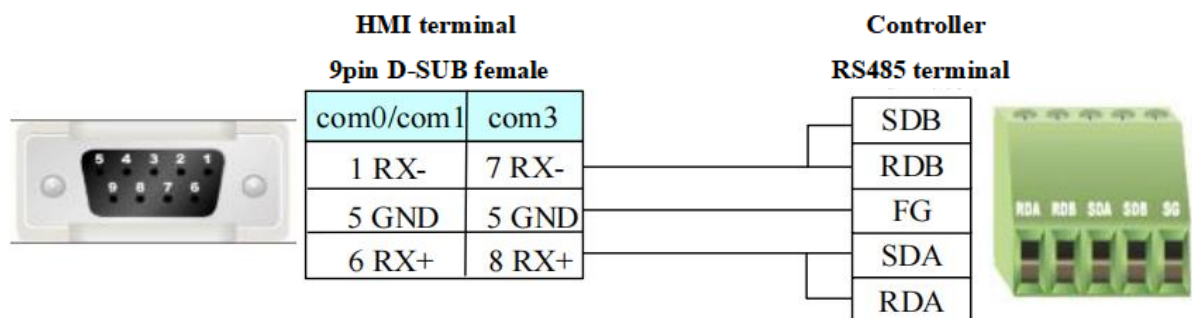 HMI terminal
9pin D-SUB female
Controller
RS485 terminal
5 4 3 2 1
9 8 7 6
com0/com1 com3
1 RX- 7 RX-
5 GND 5 GND
6 RX+ 8 RX+
SDB
RDB
FG
SDA
RDA
RDA RDB SDA SDB SG